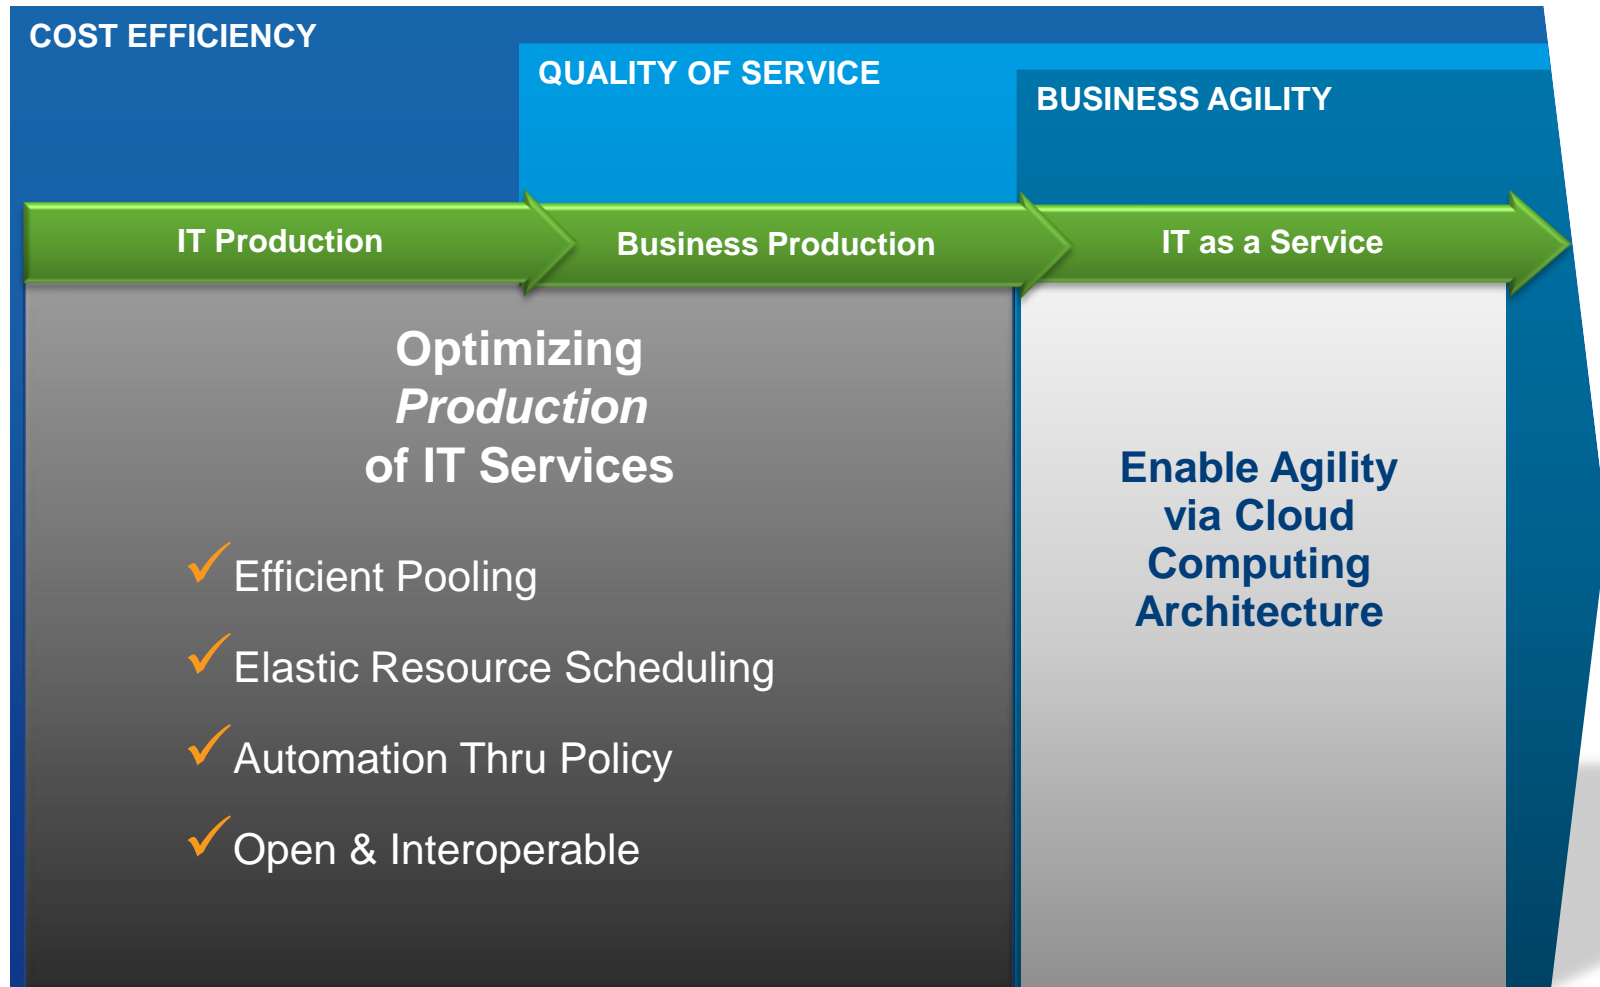 COST EFFICIENCY
QUALITY OF SERVICE
BUSINESS AGILITY
IT Production
Business Production
IT as a Service
Optimizing
Production
of IT Services
Efficient Pooling
Elastic Resource Scheduling
Automation Thru Policy
Open & Interoperable
Enable Agility
via Cloud
Computing
Architecture